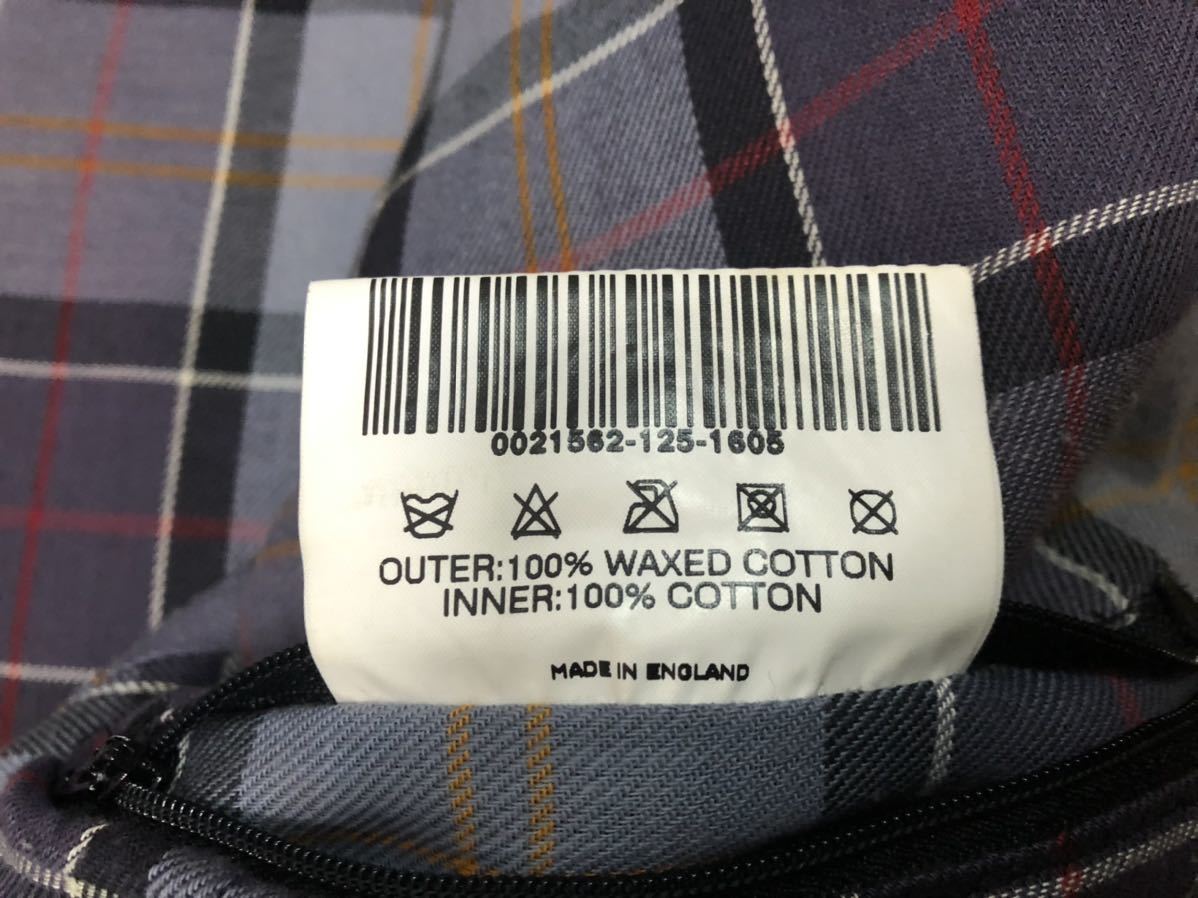 0021562-125-1605
OUTER:100% WAXED COTTON
INNER:100% COTTON
MADE IN ENGLAND